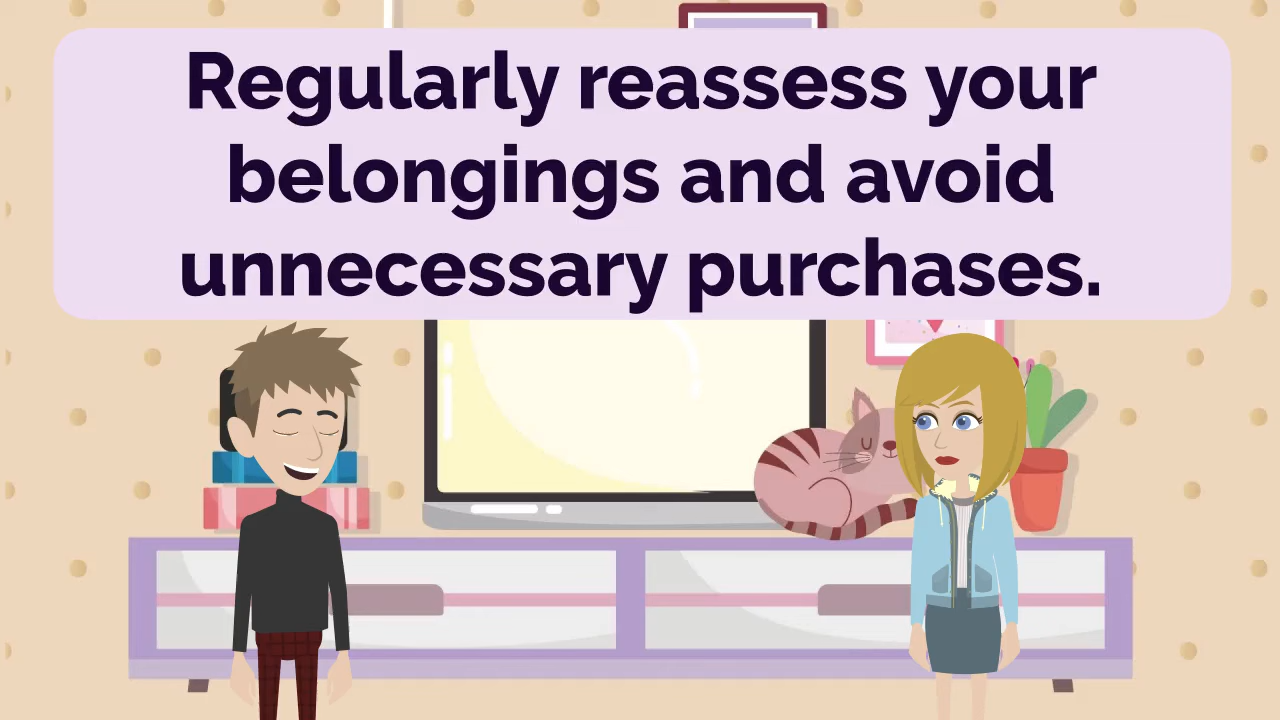 Regularly reassess your
belongings and avoid
unnecessary purchases.